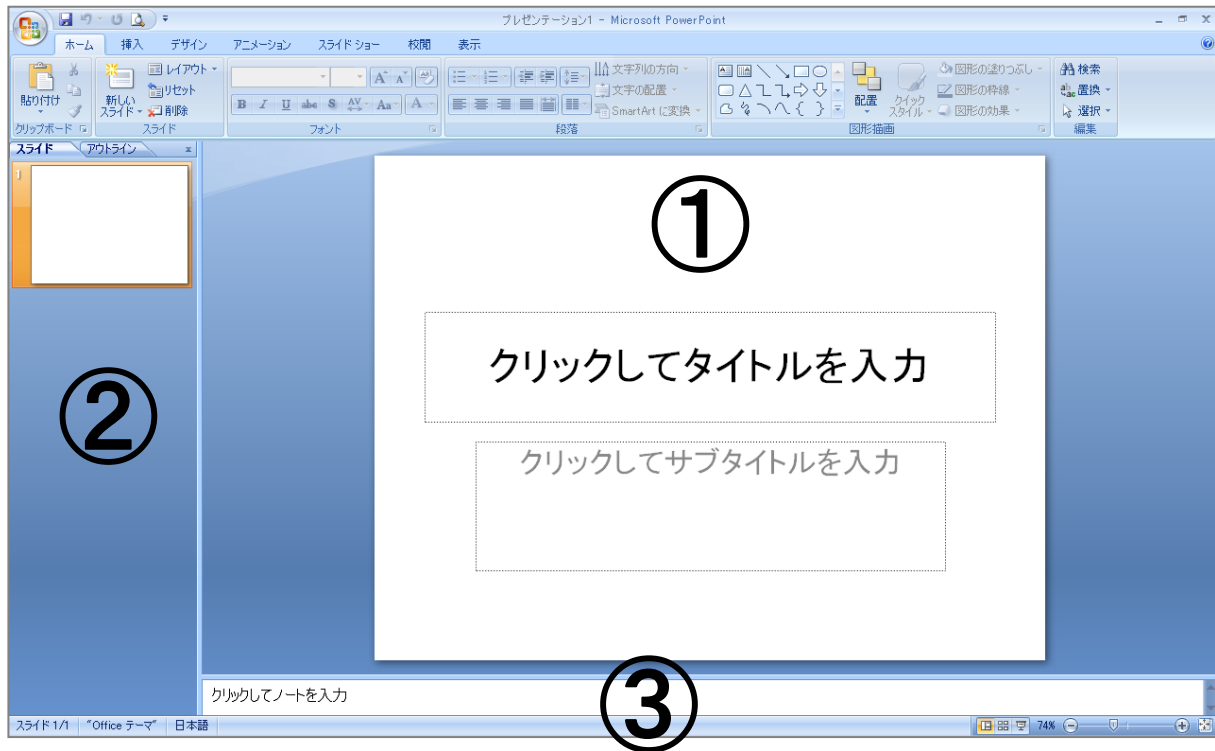 プレゼンテーション1 - Microsoft PowerPoint
ホーム 挿入 デザイン アニメーション スライド ショー 校閲 表示
貼り付け
新しい
スライド
レイアウト
リセット
削除
B I U abc S AV Aa A
A A
文字列の方向
文字の配置
SmartArt に変換
配置
クイック
スタイル
図形の塗りつぶし
図形の枠線
図形の効果
検索
置換
選択
クリップボード スライド フォント 段落 図形描画 編集
スライド アウトライン x
1
①
クリックしてタイトルを入力
②
クリックしてサブタイトルを入力
③
クリックしてノートを入力
スライド 1/1 "Office テーマ" 日本語 74%